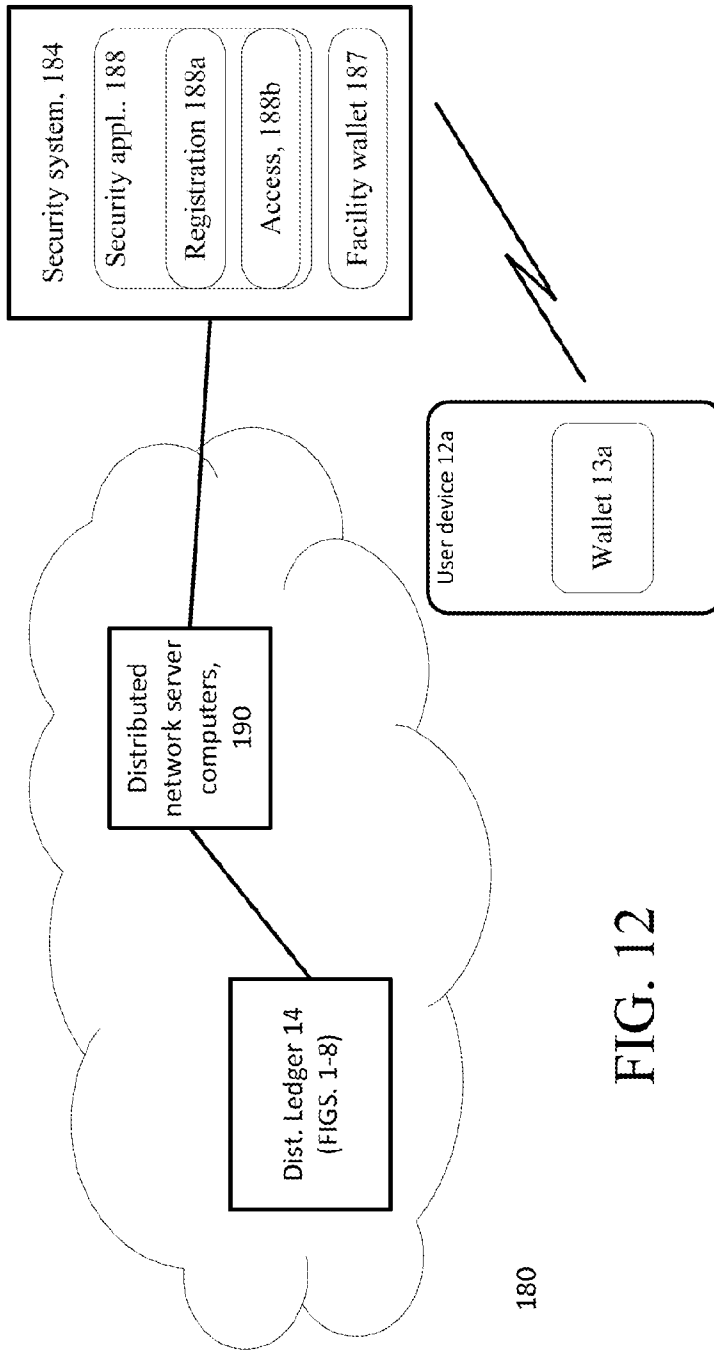 Security system, 184
Security appl.. 188
Registration 188a
Access, 188b
Facility wallet 187
Distributed
network server
computers,
190
User device 12a
Wallet 13a
Dist. Ledger 14
(FIGS. 1-8)
180
FIG. 12